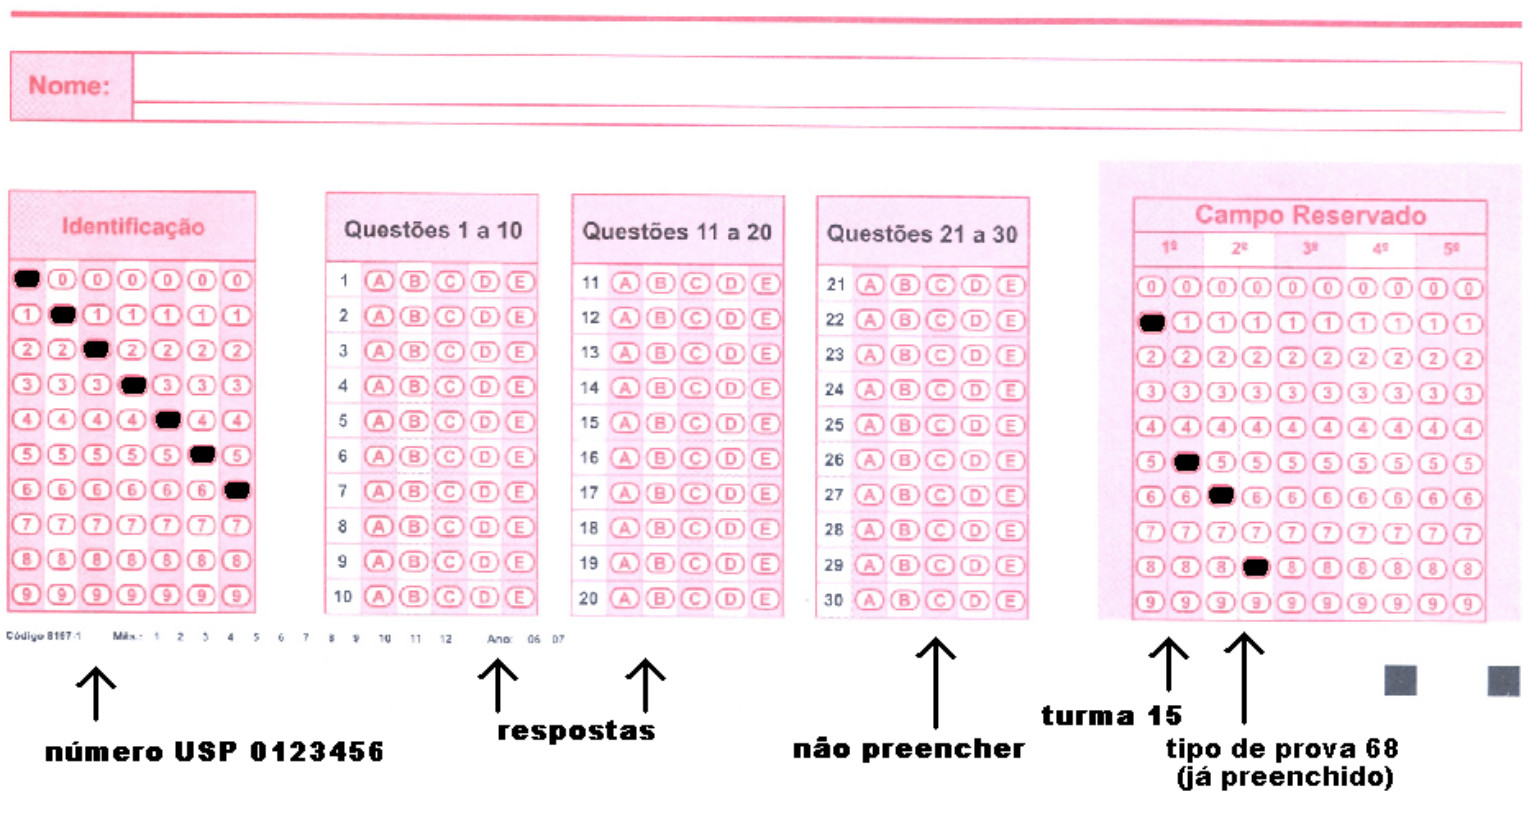 Nome:
Identificação
0 0 0 0 0 0
1 1 1 1 1 1
2 2 2 2 2 2
3 3 3 3 3 3
4 4 4 4 4 4
5 5 5 5 5 5
6 6 6 6 6 6
7 7 7 7 7 7 7
8 8 8 8 8 8 8
9 9 9 9 9 9 9
Questões 1 a 10
1 A B C D E
2 A B C D E
3 A B C D E
4 A B C D E
5 A B C D E
6 A B C D E
7 A B C D E
8 A B C D E
9 A B C D E
10 A B C D E
Questões 11 a 20
11 A B C D E
12 A B C D E
13 A B C D E
14 A B C D E
15 A B C D E
16 A B C D E
17 A B C D E
18 A B C D E
19 A B C D E
20 A B C D E
Questões 21 a 30
21 A B C D E
22 A B C D E
23 A B C D E
24 A B C D E
25 A B C D E
26 A B C D E
27 A B C D E
28 A B C D E
29 A B C D E
30 A B C D E
Campo Reservado
1º 2º 3º 4º 5º
0 0 0 0 0 0 0 0 0 0
1 1 1 1 1 1 1 1 1
2 2 2 2 2 2 2 2 2 2
3 3 3 3 3 3 3 3 3 3
4 4 4 4 4 4 4 4 4 4
5 5 5 5 5 5 5 5 5
6 6 6 6 6 6 6 6 6
7 7 7 7 7 7 7 7 7 7
8 8 8 8 8 8 8 8 8
9 9 9 9 9 9 9 9 9 9
Código 8167-1 Mês.: 1 2 3 4 5 6 7 8 9 10 11 12 Ano: 06 07
número USP 0123456
respostas
não preencher
turma 15
tipo de prova 68
(já preenchido)